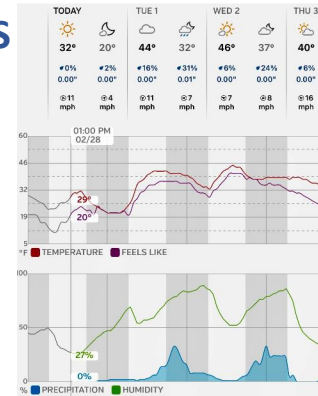 S
TODAY TUE 1 WED 2 THU 3
32° 20° 44° 32° 46° 37° 40°
0% 2% 16% 31% 6% 24% 6%
0.00" 0.00" 0.00" 0.01" 0.00" 0.00" 0.00"
11 4 11 7 7 8 16
mph mph mph mph mph mph mph
01:00 PM
02/28
60
46
32
29°
20°
19
5
°F TEMPERATURE FEELS LIKE
100
50
27%
0%
0
% PRECIPITATION HUMIDITY